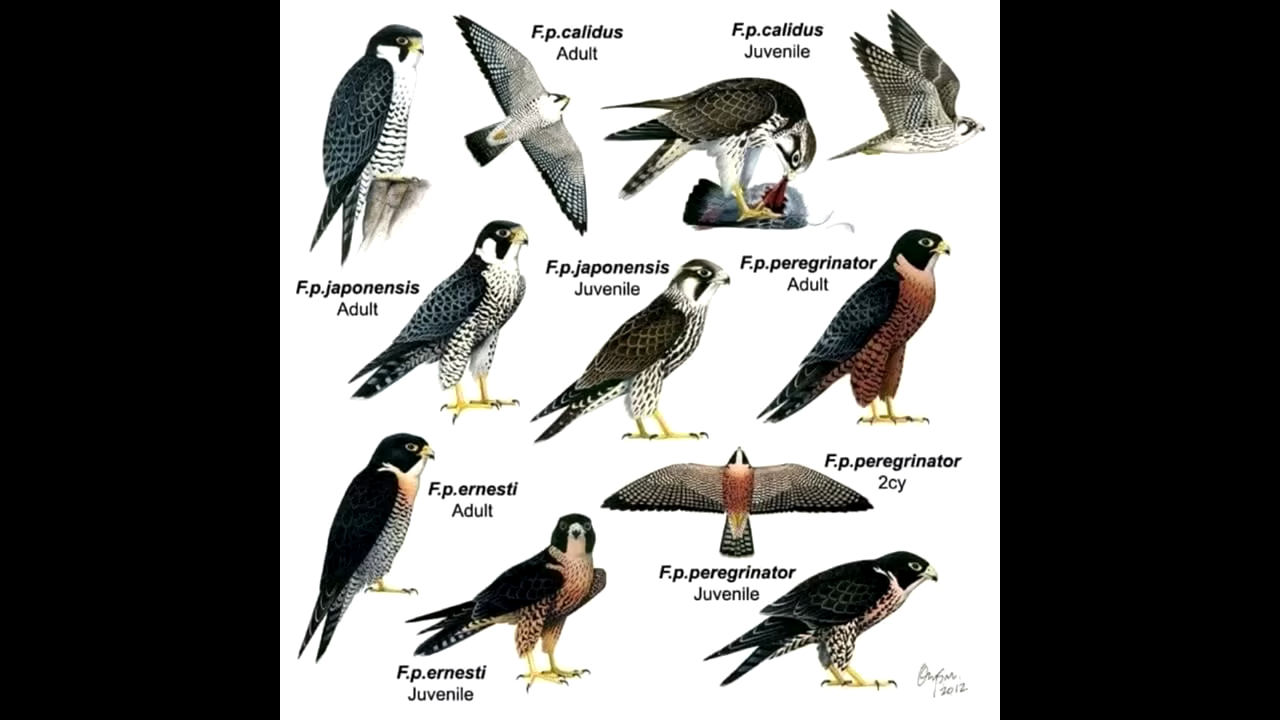 F.p.calidus
Adult
F.p.calidus
Juvenile
F.p.japonensis
Adult
F.p.japonensis
Juvenile
F.p.peregrinator
Adult
F.p.ernesti
Adult
F.p.peregrinator
2cy
F.p.peregrinator
Juvenile
F.p.ernesti
Juvenile
2012